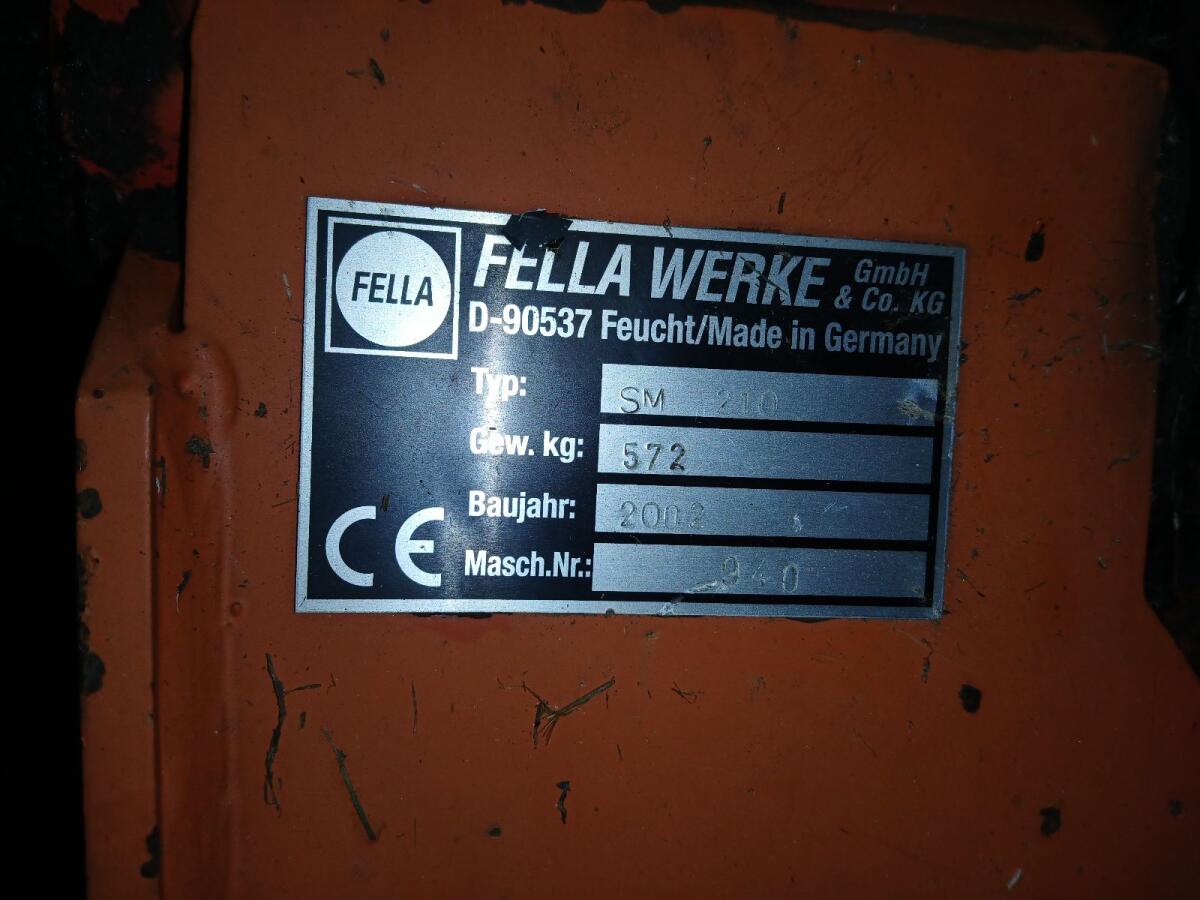 FELLA
FELLA WERKE GmbH & Co. KG
D-90537 Feucht/Made in Germany
Typ: SM 210
Gew. kg: 572
Baujahr: 2002
Masch.Nr.: 940
CE